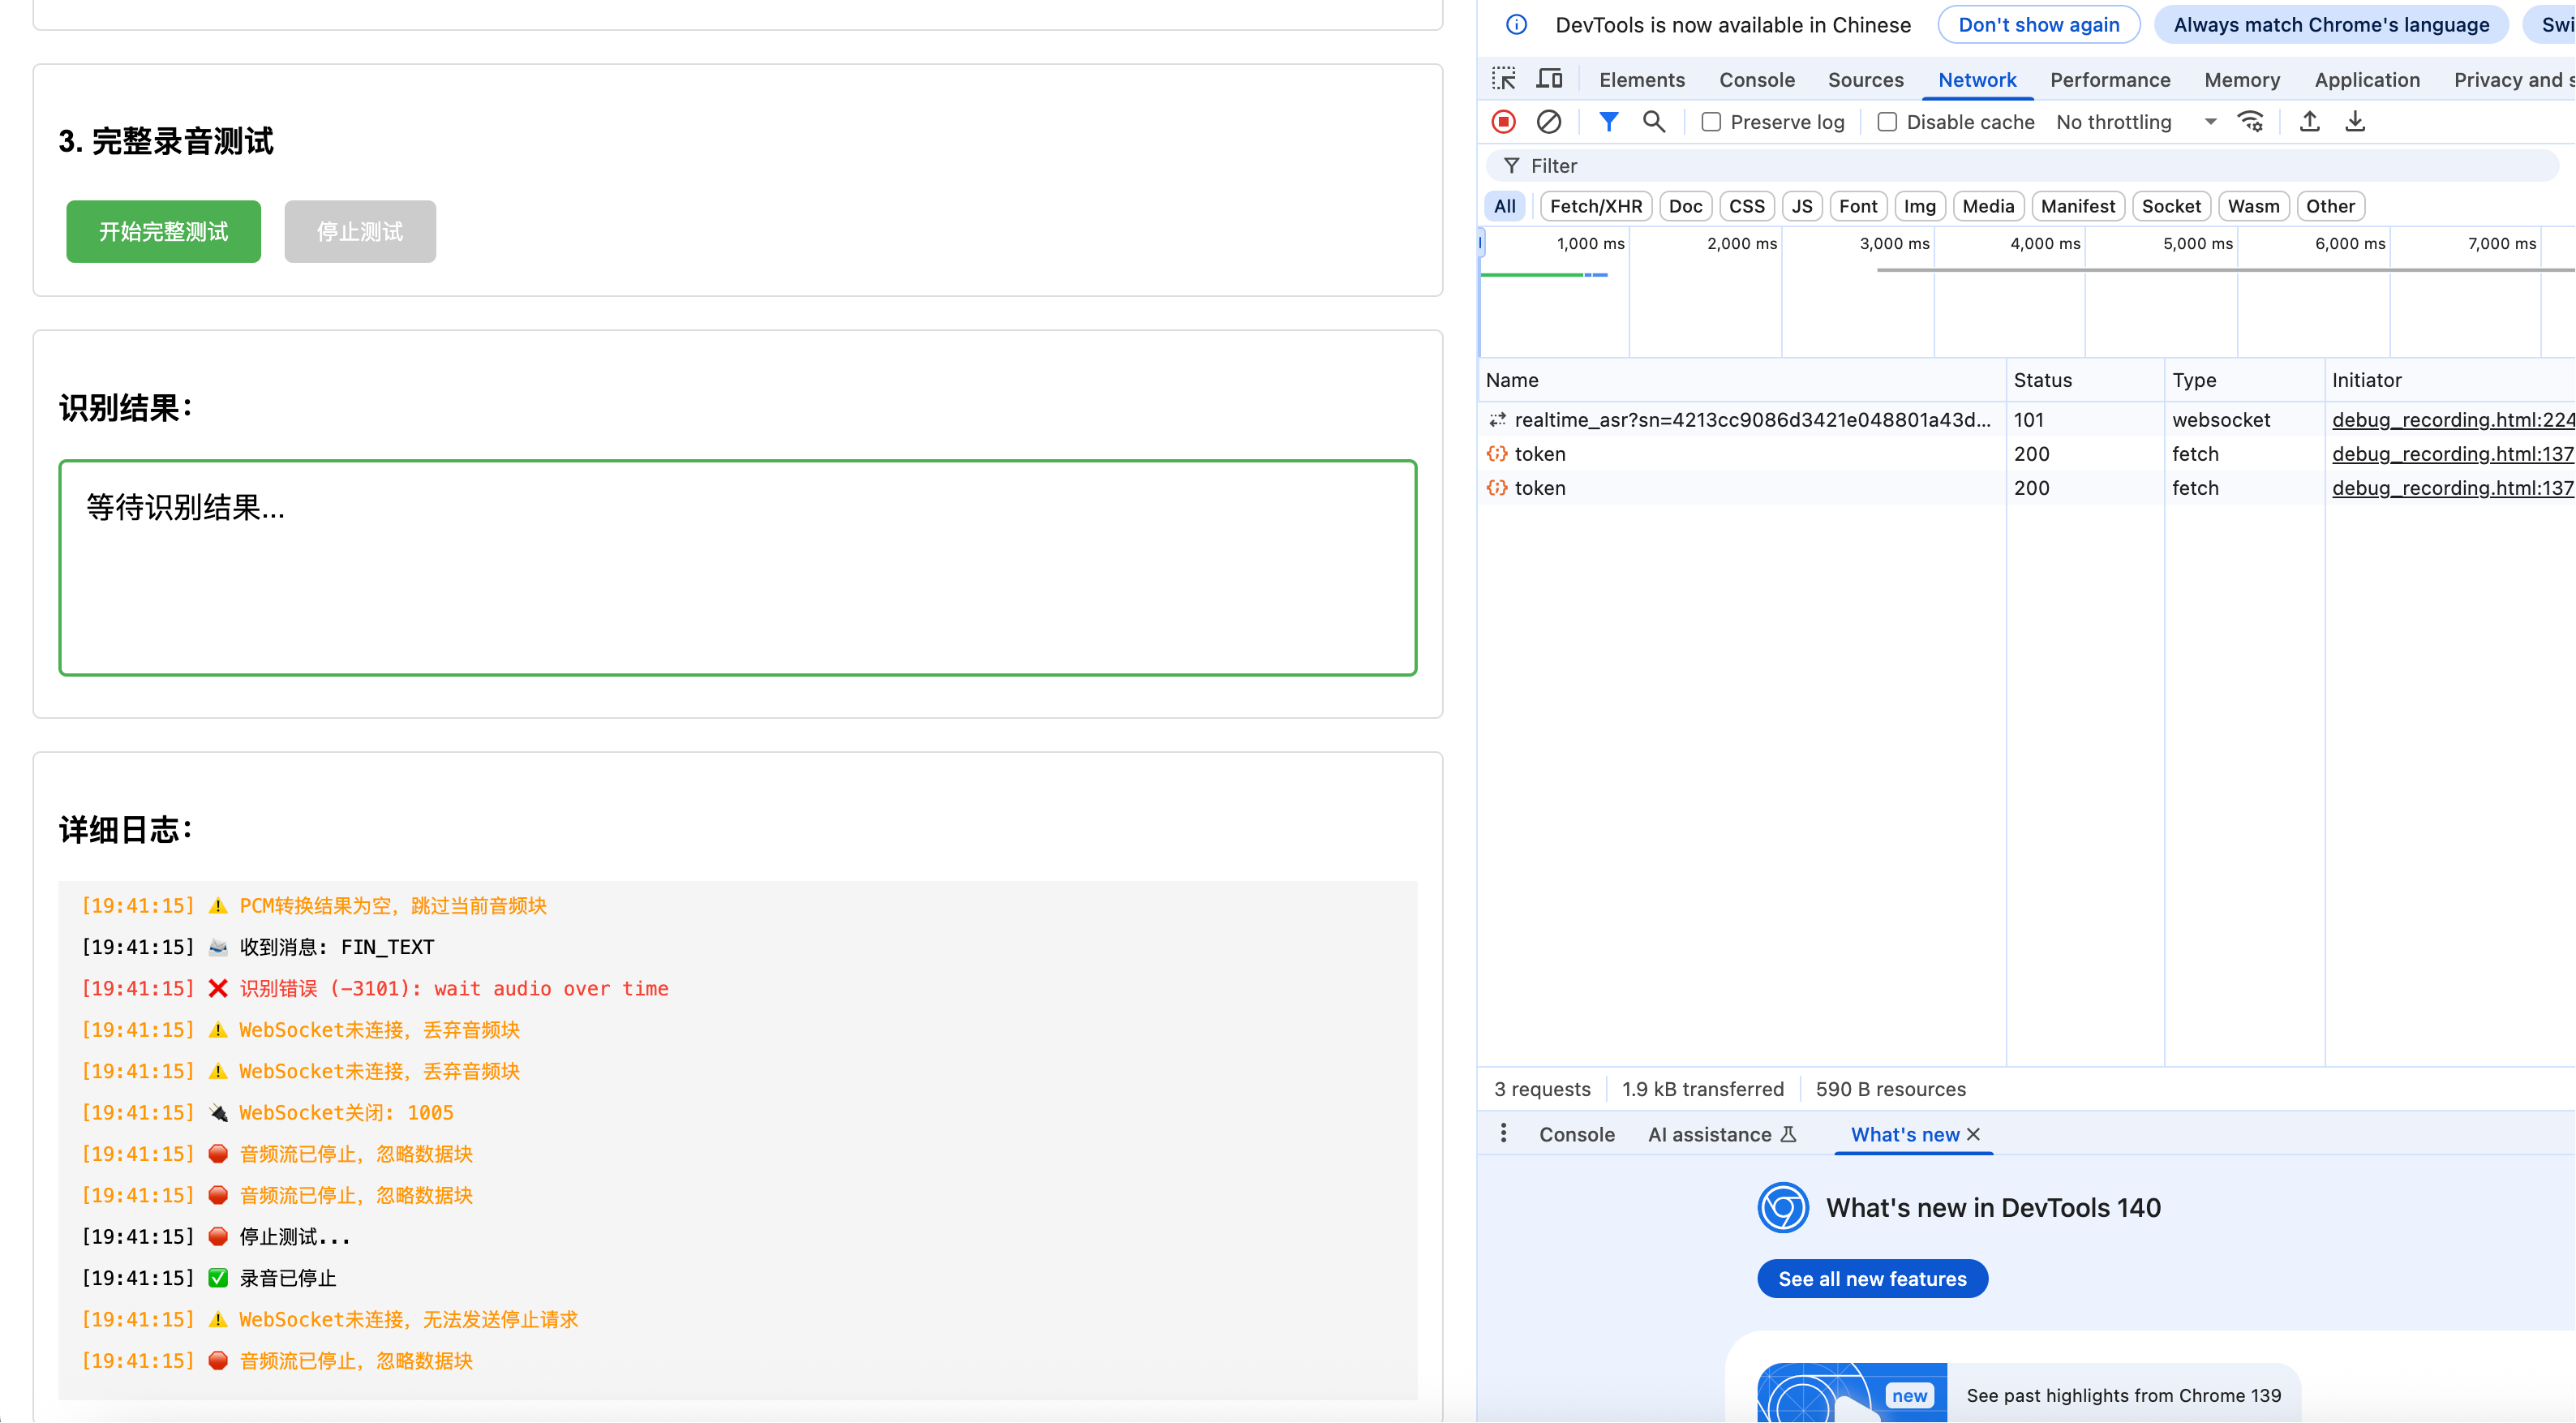 3. 完整录音测试
开始完整测试
停止测试
识别结果：
等待识别结果...
详细日志：
[19:41:15] ⚠️ PCM转换结果为空，跳过当前音频块
[19:41:15] 📨 收到消息: FIN_TEXT
[19:41:15] ❌ 识别错误 (-3101): wait audio over time
[19:41:15] ⚠️ WebSocket未连接，丢弃音频块
[19:41:15] ⚠️ WebSocket未连接，丢弃音频块
[19:41:15] 🔌 WebSocket关闭: 1005
[19:41:15] 🛑 音频流已停止，忽略数据块
[19:41:15] 🛑 音频流已停止，忽略数据块
[19:41:15] 🛑 停止测试...
[19:41:15] ✅ 录音已停止
[19:41:15] ⚠️ WebSocket未连接，无法发送停止请求
[19:41:15] 🛑 音频流已停止，忽略数据块
DevTools is now available in Chinese
Don't show again
Always match Chrome's language
Swi
Elements Console Sources Network Performance Memory Application Privacy and s
Preserve log Disable cache No throttling
Filter
All Fetch/XHR Doc CSS JS Font Img Media Manifest Socket Wasm Other
1,000 ms 2,000 ms 3,000 ms 4,000 ms 5,000 ms 6,000 ms 7,000 ms
Name Status Type Initiator
realtime_asr?sn=4213cc9086d3421e048801a43d... 101 websocket debug_recording.html:224
token 200 fetch debug_recording.html:137
token 200 fetch debug_recording.html:137
3 requests 1.9 kB transferred 590 B resources
Console AI assistance What's new
What's new in DevTools 140
See all new features
new
See past highlights from Chrome 139